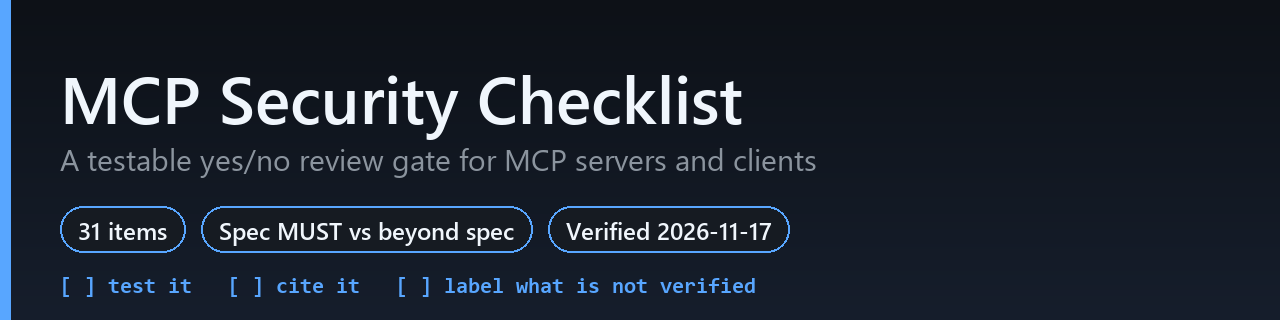 MCP Security Checklist
A testable yes/no review gate for MCP servers and clients
31 items Spec MUST vs beyond spec Verified 2026-11-17
[ ] test it [ ] cite it [ ] label what is not verified